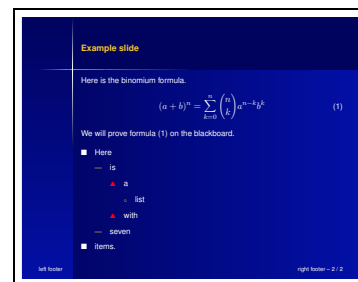 Example slide
Here is the binomium formula.
(a + b)^n = \sum_{k=0}^{n} \binom{n}{k} a^{n-k} b^k (1)
We will prove formula (1) on the blackboard.
■ Here
— is
▲ a
○ list
▲ with
— seven
■ items.
left footer right footer – 2 / 2